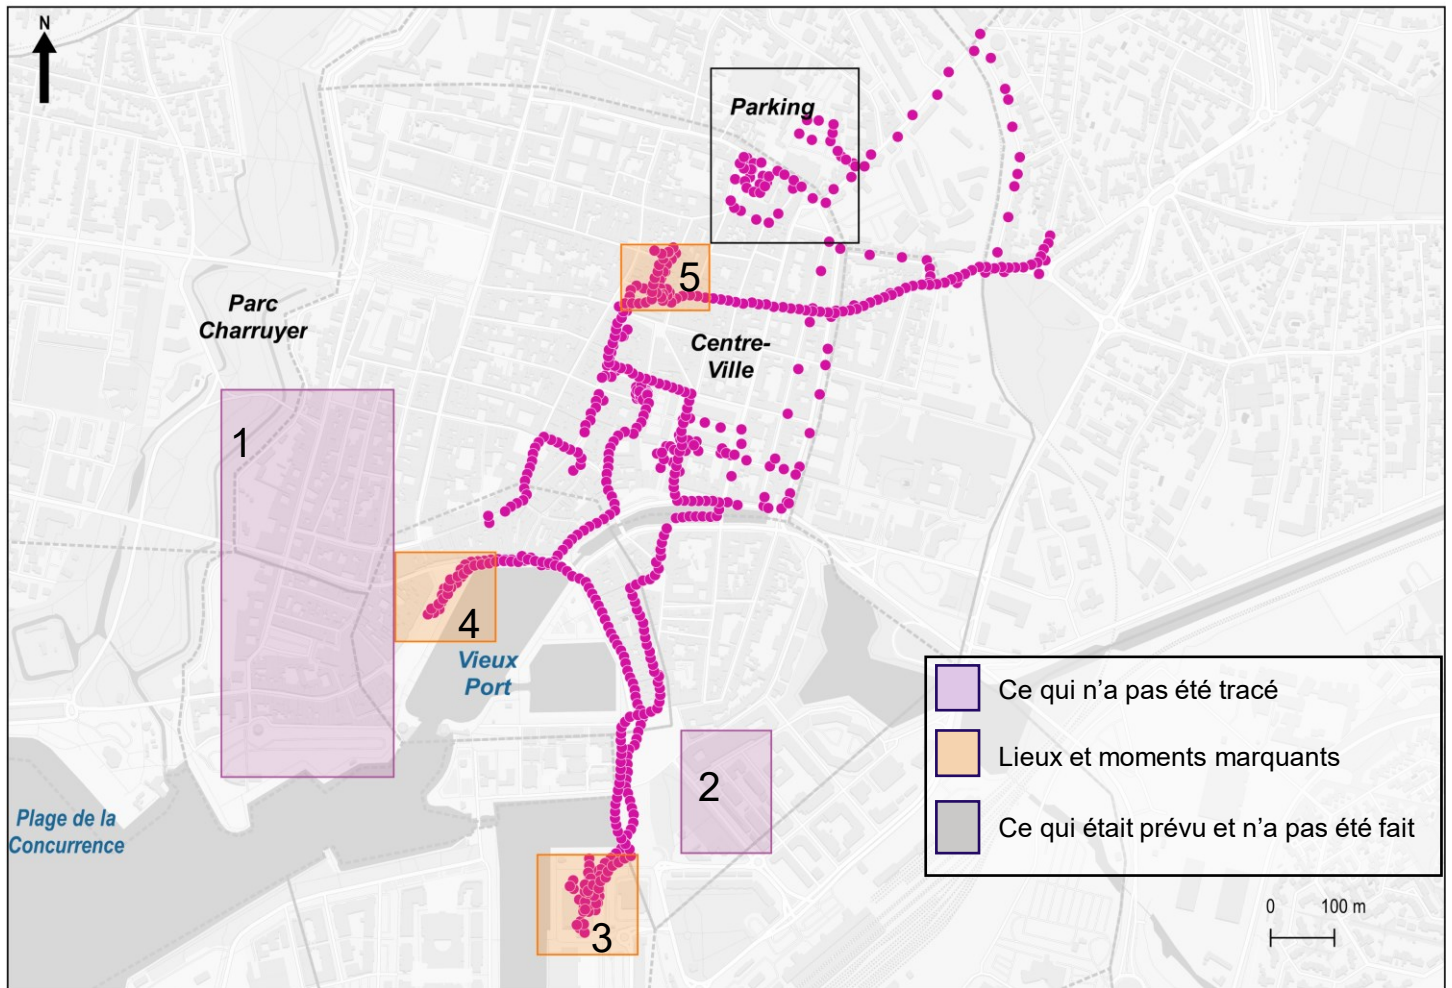 N
Parking
5
Parc
Charruyer
Centre-
Ville
1
4
Vieux
Port
Ce qui n’a pas été tracé
Lieux et moments marquants
2
Plage de la
Concurrence
Ce qui était prévu et n’a pas été fait
3
0 100 m